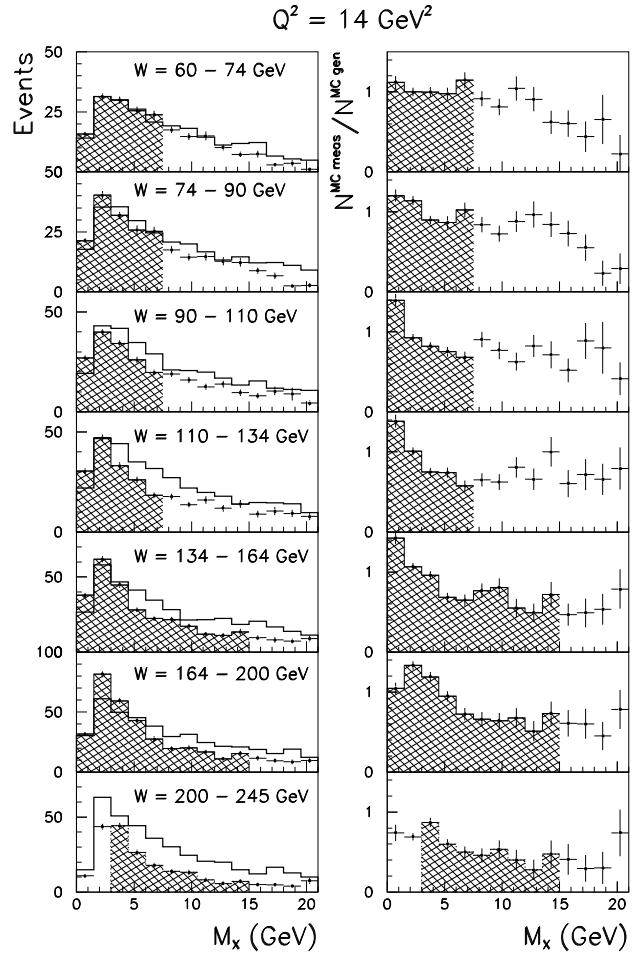 Q² = 14 GeV²
Events
N^MC meas / N^MC gen
50
25
W = 60 – 74 GeV
1
0
50
25
0
W = 74 – 90 GeV
1
0
50
0
W = 90 – 110 GeV
1
0
50
0
W = 110 – 134 GeV
1
0
50
W = 134 – 164 GeV
1
0
100
50
0
W = 164 – 200 GeV
1
0
50
0
W = 200 – 245 GeV
1
0
0 5 10 15 20
0 5 10 15 20
Mₓ (GeV)
Mₓ (GeV)